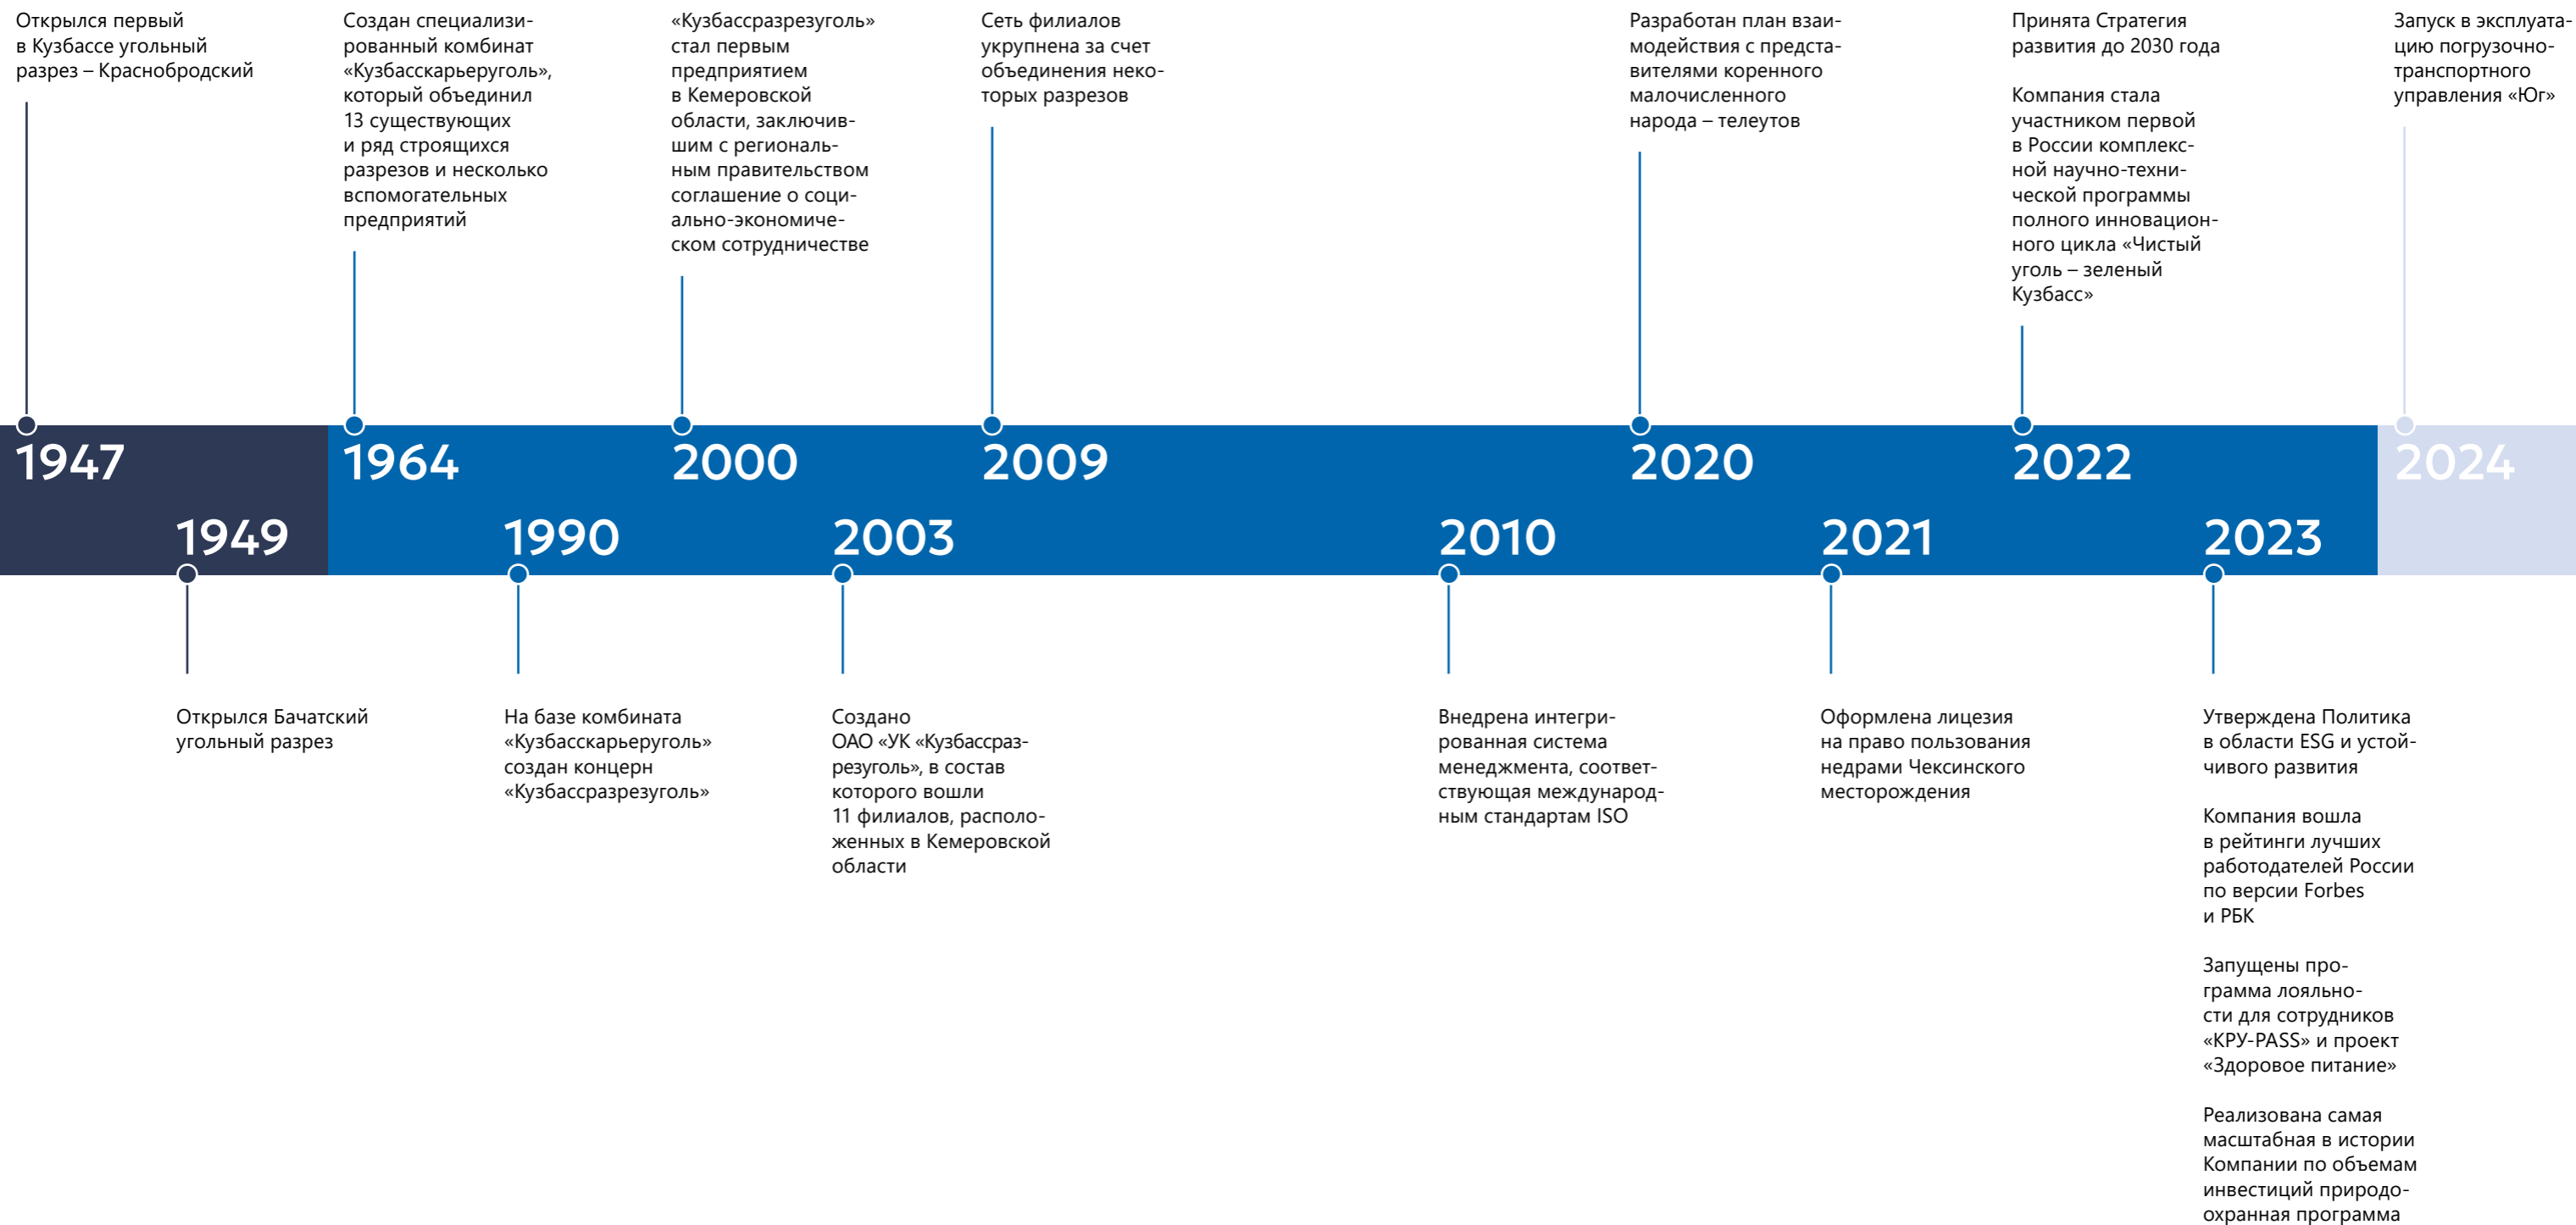 Открылся первый
в Кузбассе угольный
разрез – Краснобродский
Создан специализи-
рованный комбинат
«Кузбасскарьеруголь»,
который объединил
13 существующих
и ряд строящихся
разрезов и несколько
вспомогательных
предприятий
«Кузбассразрезуголь»
стал первым
предприятием
в Кемеровской
области, заключив-
шим с региональ-
ным правительством
соглашение о соци-
ально-экономиче-
ском сотрудничестве
Сеть филиалов
укрупнена за счет
объединения неко-
торых разрезов
Разработан план взаи-
модействия с предста-
вителями коренного
малочисленного
народа – телеутов
Принята Стратегия
развития до 2030 года
Компания стала
участником первой
в России комплекс-
ной научно-техни-
ческой программы
полного инновацион-
ного цикла «Чистый
уголь – зеленый
Кузбасс»
Запуск в эксплуата-
цию погрузочно-
транспортного
управления «Юг»
1947
1964
2000
2009
2020
2022
2024
1949
1990
2003
2010
2021
2023
Открылся Бачатский
угольный разрез
На базе комбината
«Кузбасскарьеруголь»
создан концерн
«Кузбассразрезуголь»
Создано
ОАО «УК «Кузбассраз-
резуголь», в состав
которого вошли
11 филиалов, располо-
женных в Кемеровской
области
Внедрена интегри-
рованная система
менеджмента, соответ-
ствующая международ-
ным стандартам ISO
Оформлена лицезия
на право пользования
недрами Чексинского
месторождения
Утверждена Политика
в области ESG и устой-
чивого развития
Компания вошла
в рейтинги лучших
работодателей России
по версии Forbes
и РБК
Запущены про-
грамма лояльно-
сти для сотрудников
«КРУ-PASS» и проект
«Здоровое питание»
Реализована самая
масштабная в истории
Компании по объемам
инвестиций природо-
охранная программа